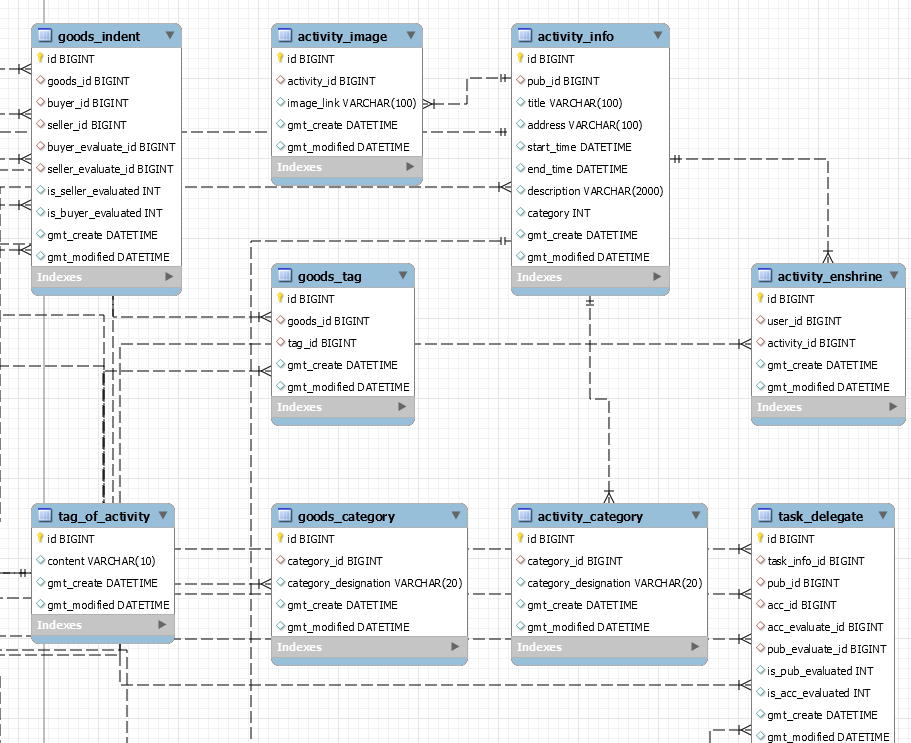 goods_indent
id BIGINT
goods_id BIGINT
buyer_id BIGINT
seller_id BIGINT
buyer_evaluate_id BIGINT
seller_evaluate_id BIGINT
is_seller_evaluated INT
is_buyer_evaluated INT
gmt_create DATETIME
gmt_modified DATETIME
Indexes
activity_image
id BIGINT
activity_id BIGINT
image_link VARCHAR(100)
gmt_create DATETIME
gmt_modified DATETIME
Indexes
activity_info
id BIGINT
pub_id BIGINT
title VARCHAR(100)
address VARCHAR(100)
start_time DATETIME
end_time DATETIME
description VARCHAR(2000)
category INT
gmt_create DATETIME
gmt_modified DATETIME
Indexes
goods_tag
id BIGINT
goods_id BIGINT
tag_id BIGINT
gmt_create DATETIME
gmt_modified DATETIME
Indexes
activity_enshrine
id BIGINT
user_id BIGINT
activity_id BIGINT
gmt_create DATETIME
gmt_modified DATETIME
Indexes
tag_of_activity
id BIGINT
content VARCHAR(10)
gmt_create DATETIME
gmt_modified DATETIME
Indexes
goods_category
id BIGINT
category_id BIGINT
category_designation VARCHAR(20)
gmt_create DATETIME
gmt_modified DATETIME
Indexes
activity_category
id BIGINT
category_id BIGINT
category_designation VARCHAR(20)
gmt_create DATETIME
gmt_modified DATETIME
Indexes
task_delegate
id BIGINT
task_info_id BIGINT
pub_id BIGINT
acc_id BIGINT
acc_evaluate_id BIGINT
pub_evaluate_id BIGINT
is_pub_evaluated INT
is_acc_evaluated INT
gmt_create DATETIME
gmt_modified DATETIME